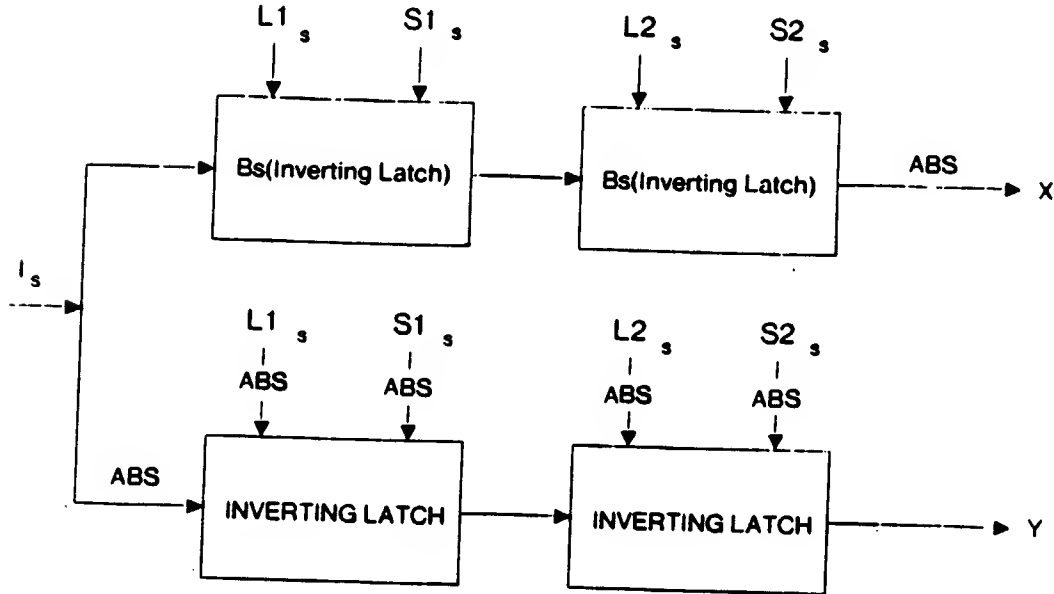 L1 s S1 s L2 s S2 s
Bs(Inverting Latch) Bs(Inverting Latch) ABS X
I s
L1 s S1 s L2 s S2 s
ABS ABS ABS ABS
ABS
INVERTING LATCH INVERTING LATCH Y